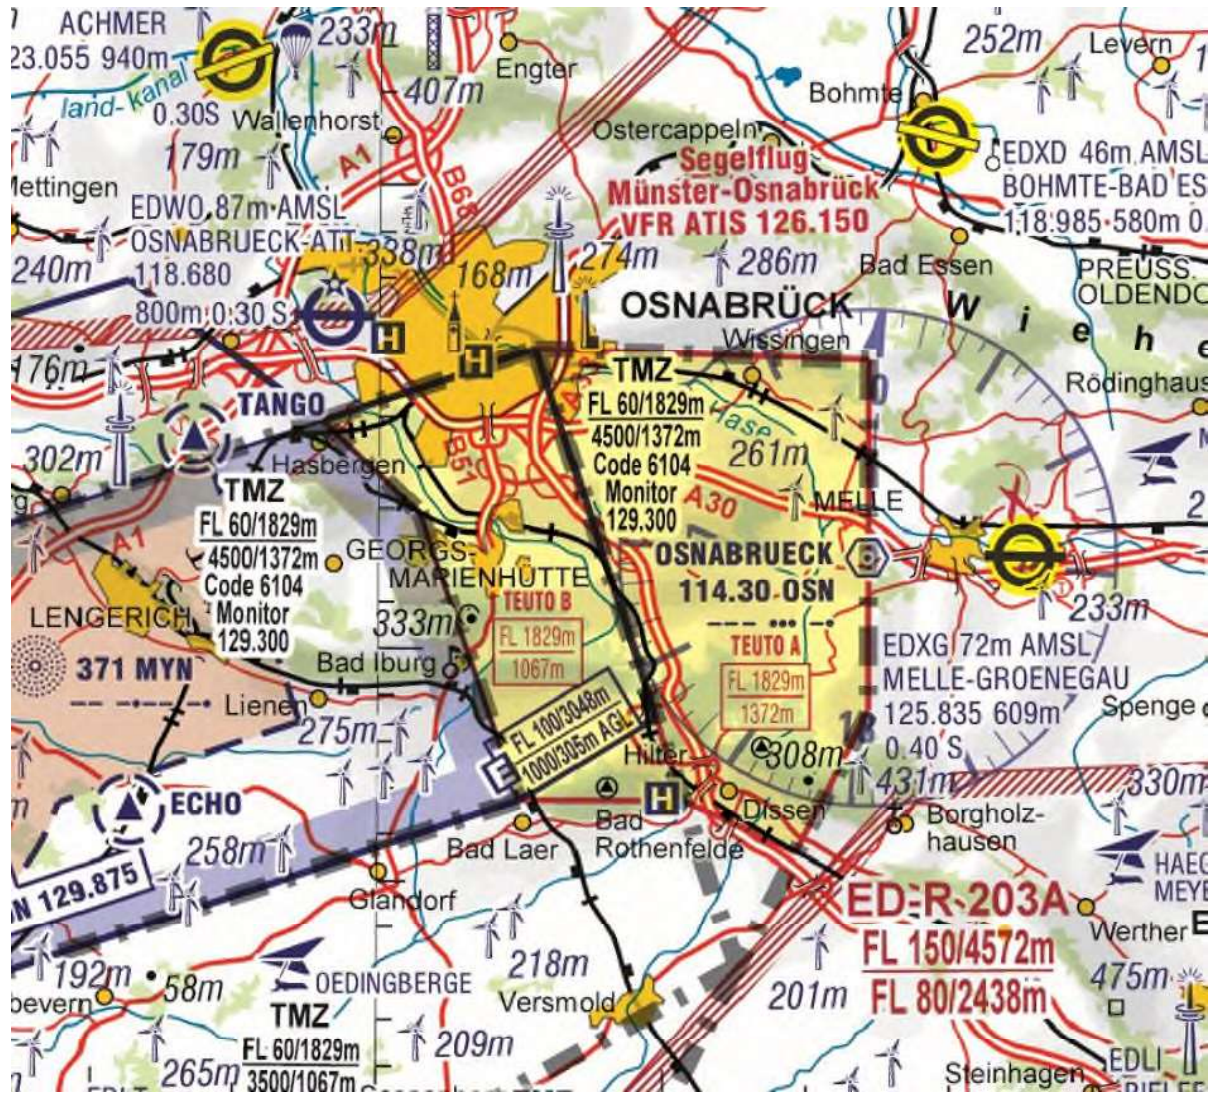 ACHMER
23.055 940m
land-kanal
0.30S
233m
Engter
407m
Wallenhorst
179m
A1
B68
Mettingen
252m
Levern
Bohmte
Ostercappeln
Segelflug
Münster-Osnabrück
VFR ATIS 126.150
EDXD 46m AMSL
BOHMTE-BAD ES
118.985 580m 0.
EDWO 87m AMSL
OSNABRUECK-ATT.
118.680
800m 0.30 S
338m
168m
274m
286m
240m
Bad Essen
PREUSS.
OLDENDO
OSNABRÜCK
Wissingen
W i e h e
176m
H
H
TANGO
TMZ
FL 60/1829m
4500/1372m
Code 6104
Monitor
129.300
Hase
261m
0
Rödinghaus
302m
Hasbergen
B51
A30
MELLE
TMZ
FL 60/1829m
4500/1372m
Code 6104
Monitor
129.300
A1
GEORGS-
MARIENHÜTTE
OSNABRUECK
114.30 OSN
LENGERICH
333m
TEUTO B
FL 1829m
1067m
TEUTO A
FL 1829m
1372m
233m
EDXG 72m AMSL
MELLE-GROENEGAU
125.835 609m
0.40 S
371 MYN
Bad Iburg
Lienen
275m
E
FL 100/3048m
1000/305m AGL
Hilter
308m
18
431m
Spenge
330m
ECHO
258m
N 129.875
Bad Laer
Bad
Rothenfelde
H
Dissen
Borgholz-
hausen
HAEG
MEYE
Glandorf
ED-R 203A
FL 150/4572m
FL 80/2438m
Werther
192m
58m
bevern
OEDINGBERGE
218m
Versmold
201m
475m
TMZ
FL 60/1829m
3500/1067m
265m
209m
Steinhagen
EDLI